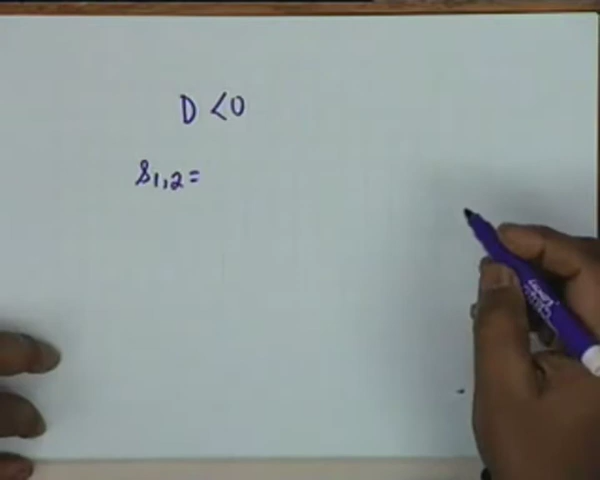 D < 0
s1,2 =